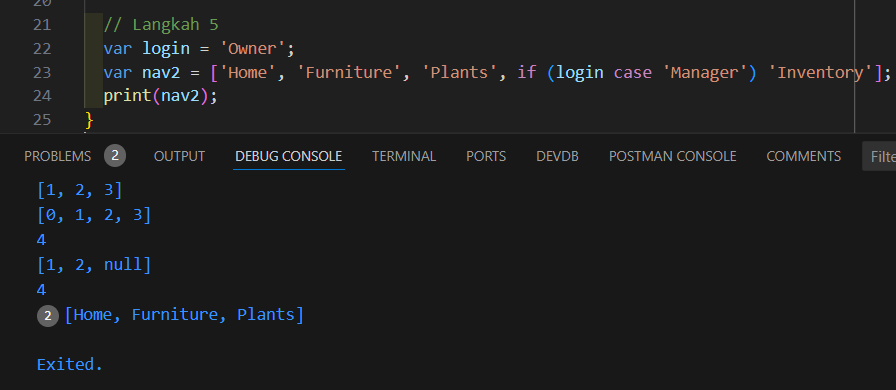 20
21 // Langkah 5
22 var login = 'Owner';
23 var nav2 = ['Home', 'Furniture', 'Plants', if (login case 'Manager') 'Inventory'];
24 print(nav2);
25 }
PROBLEMS 2 OUTPUT DEBUG CONSOLE TERMINAL PORTS DEVDB POSTMAN CONSOLE COMMENTS Filte
[1, 2, 3]
[0, 1, 2, 3]
4
[1, 2, null]
4
2 [Home, Furniture, Plants]
Exited.